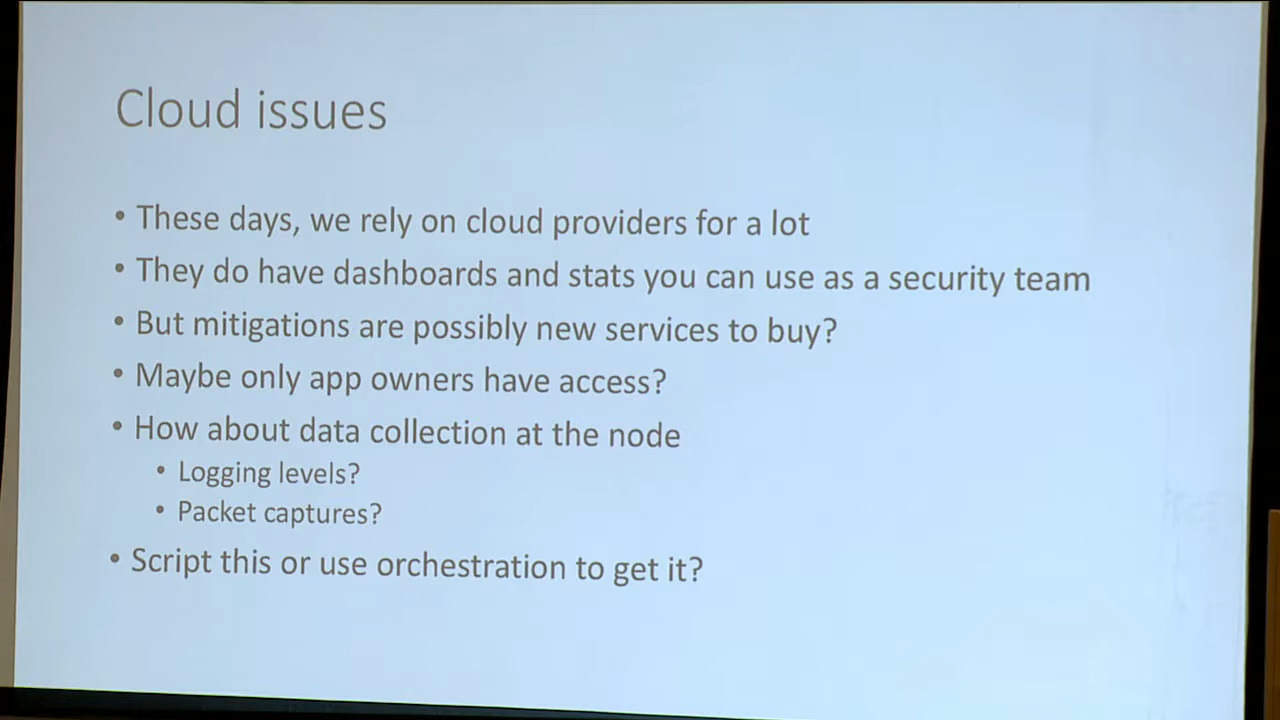 Cloud issues
• These days, we rely on cloud providers for a lot
• They do have dashboards and stats you can use as a security team
• But mitigations are possibly new services to buy?
• Maybe only app owners have access?
• How about data collection at the node
• Logging levels?
• Packet captures?
• Script this or use orchestration to get it?